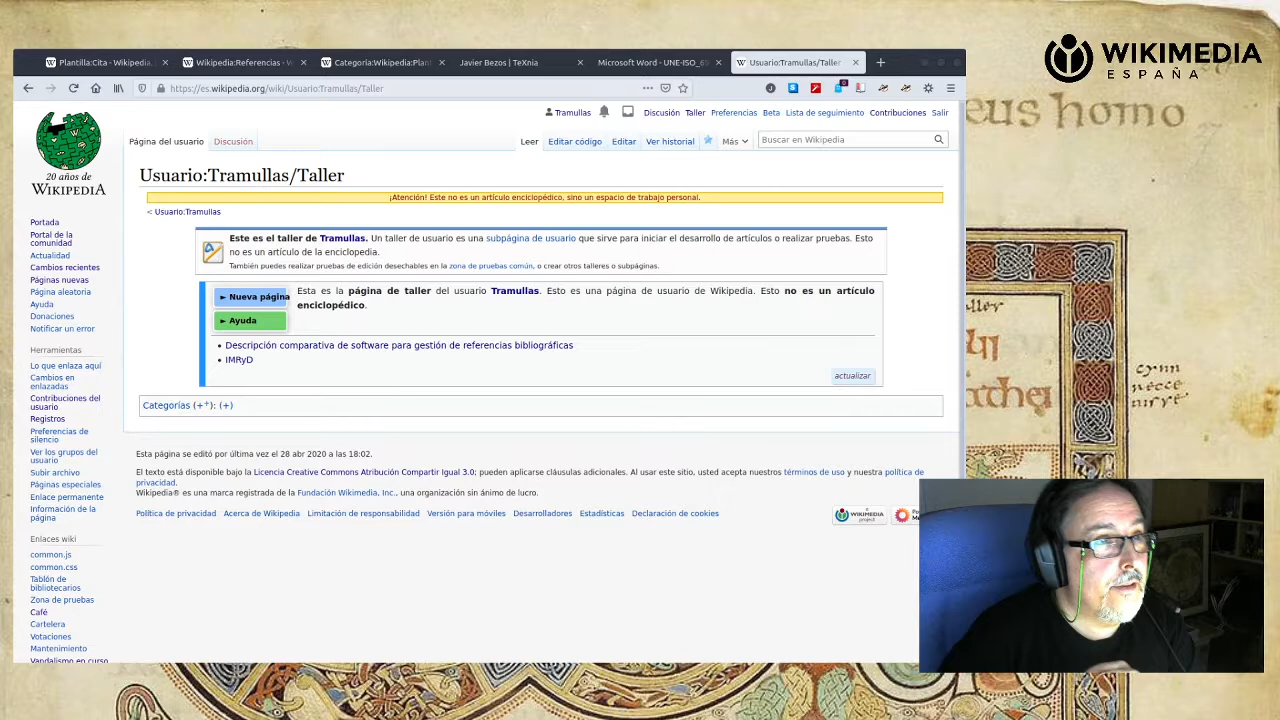 Plantilla:Cita - Wikipedia,
Wikipedia:Referencias - W
Categoría:Wikipedia:Plan
Javier Bezos | TeXnia
Microsoft Word - UNE-ISO_6
Usuario:Tramullas/Taller
WIKIMEDIA
ESPAÑA
https://es.wikipedia.org/wiki/Usuario:Tramullas/Taller
eus homo
20 años de
WIKIPEDIA
Tramullas
Discusión
Taller
Preferencias
Beta
Lista de seguimiento
Contribuciones
Salir
Página del usuario
Discusión
Leer
Editar código
Editar
Ver historial
Más
Buscar en Wikipedia
Usuario:Tramullas/Taller
¡Atención! Este no es un artículo enciclopédico, sino un espacio de trabajo personal.
< Usuario:Tramullas
Este es el taller de Tramullas. Un taller de usuario es una subpágina de usuario que sirve para iniciar el desarrollo de artículos o realizar pruebas. Esto
no es un artículo de la enciclopedia.
También puedes realizar pruebas de edición desechables en la zona de pruebas común, o crear otros talleres o subpáginas.
► Nueva página
► Ayuda
Esta es la página de taller del usuario Tramullas. Esto es una página de usuario de Wikipedia. Esto no es un artículo
enciclopédico.
• Descripción comparativa de software para gestión de referencias bibliográficas
• IMRyD
actualizar
Categorías (++): (+)
Esta página se editó por última vez el 28 abr 2020 a las 18:02.
El texto está disponible bajo la Licencia Creative Commons Atribución Compartir Igual 3.0; pueden aplicarse cláusulas adicionales. Al usar este sitio, usted acepta nuestros términos de uso y nuestra política de
privacidad.
Wikipedia® es una marca registrada de la Fundación Wikimedia, Inc., una organización sin ánimo de lucro.
Política de privacidad
Acerca de Wikipedia
Limitación de responsabilidad
Versión para móviles
Desarrolladores
Estadísticas
Declaración de cookies
WIKIMEDIA
project
Portada
Portal de la
comunidad
Actualidad
Cambios recientes
Páginas nuevas
Página aleatoria
Ayuda
Donaciones
Notificar un error
Herramientas
Lo que enlaza aquí
Cambios en
enlazadas
Contribuciones del
usuario
Registros
Preferencias de
silencio
Ver los grupos del
usuario
Subir archivo
Páginas especiales
Enlace permanente
Información de la
página
Enlaces wiki
common.js
common.css
Tablón de
bibliotecarios
Zona de pruebas
Café
Cartelera
Votaciones
Mantenimiento
Vandalismo en curso